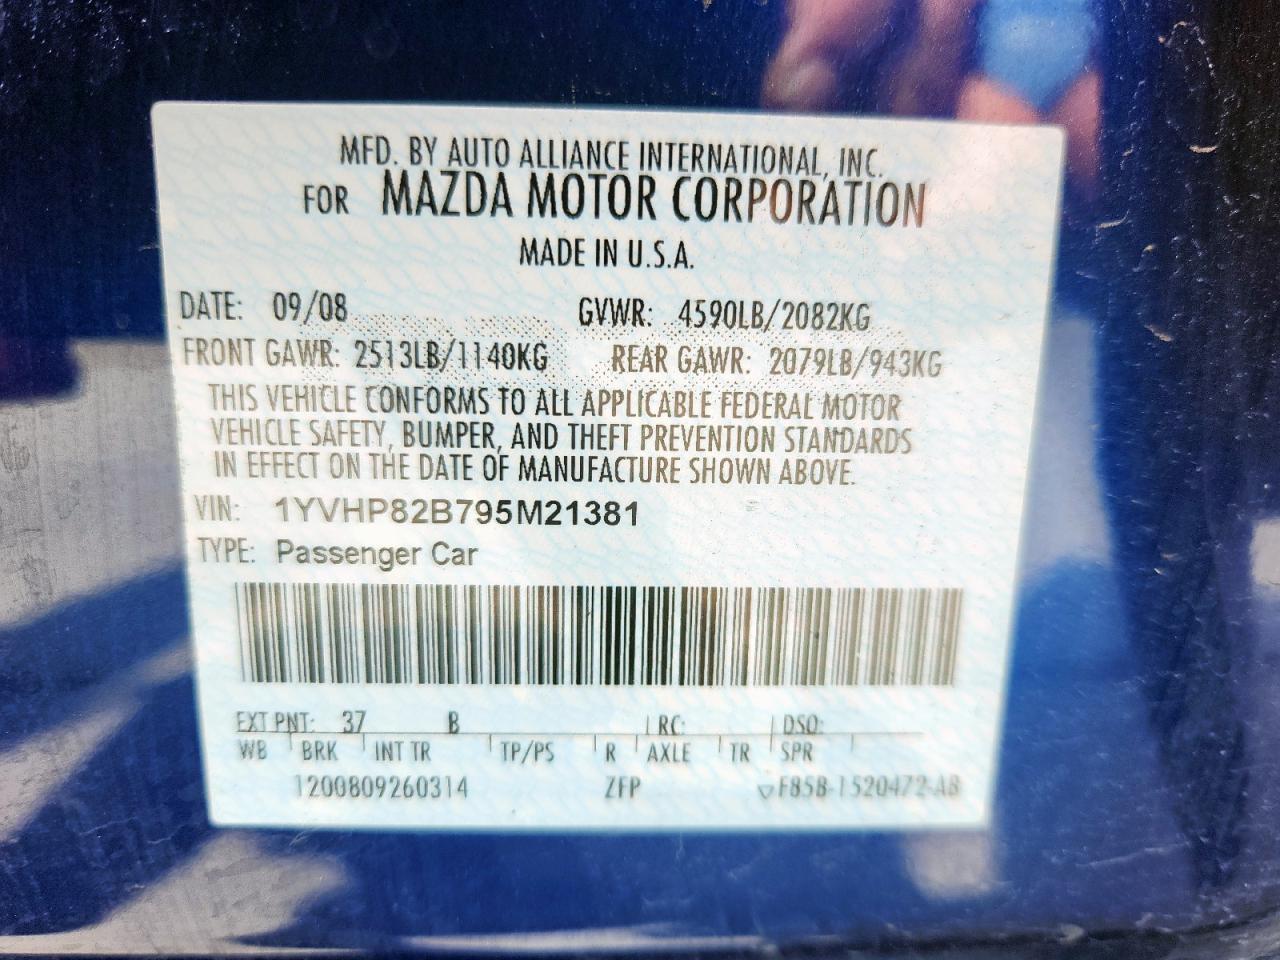 MFD. BY AUTO ALLIANCE INTERNATIONAL, INC.
FOR MAZDA MOTOR CORPORATION
MADE IN U.S.A.
DATE: 09/08 GVWR: 4590LB/2082KG
FRONT GAWR: 2513LB/1140KG REAR GAWR: 2079LB/943KG
THIS VEHICLE CONFORMS TO ALL APPLICABLE FEDERAL MOTOR
VEHICLE SAFETY, BUMPER, AND THEFT PREVENTION STANDARDS
IN EFFECT ON THE DATE OF MANUFACTURE SHOWN ABOVE.
VIN: 1YVHP82B795M21381
TYPE: Passenger Car
EXT PNT: 37 B RC: DSO:
WB BRK INT TR TP/PS R AXLE TR SPR
1200809260314 ZFP ▽F85B-1520472-AB